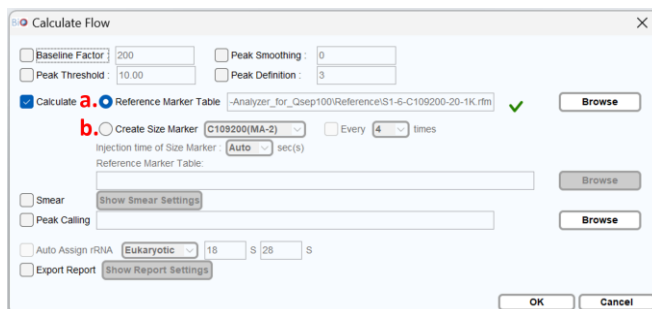 BiQ Calculate Flow
Baseline Factor : 200 Peak Smoothing : 0
Peak Threshold : 10.00 Peak Definition : 3
Calculate a. Reference Marker Table -Analyzer_for_Qsep100\Reference\S1-6-C109200-20-1K.rfm Browse
b. Create Size Marker C109200(MA-2) Every 4 times
Injection time of Size Marker : Auto sec(s)
Reference Marker Table:
Browse
Smear Show Smear Settings
Peak Calling Browse
Auto Assign rRNA Eukaryotic 18 S 28 S
Export Report Show Report Settings
OK Cancel